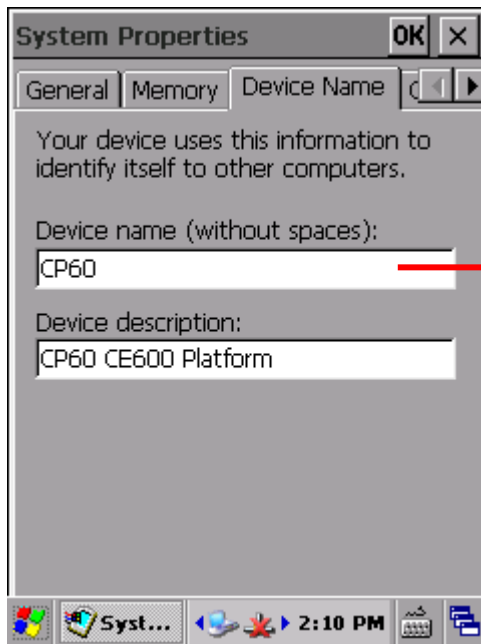 System Properties OK ×
General Memory Device Name
Your device uses this information to
identify itself to other computers.
Device name (without spaces):
CP60
Device description:
CP60 CE600 Platform
Syst... 2:10 PM